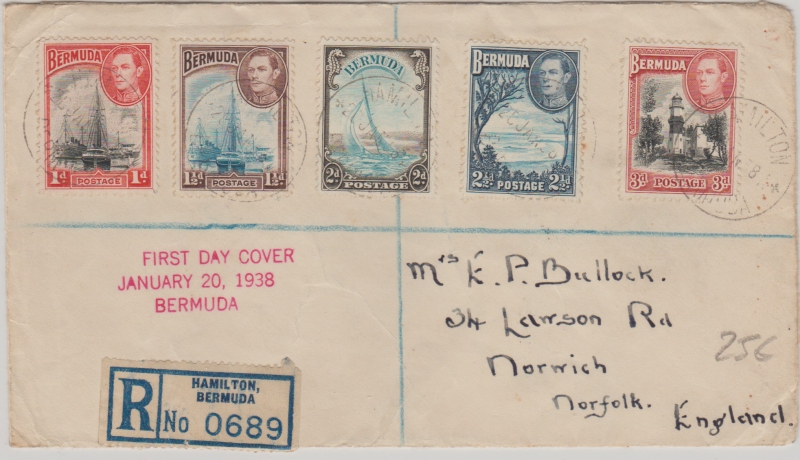 BERMUDA
1d POSTAGE 1d
BERMUDA
1½d POSTAGE 1½d
BERMUDA
2d POSTAGE 2d
BERMUDA
2½d POSTAGE 2½d
BERMUDA
3d POSTAGE 3d
HAMILTON
FIRST DAY COVER
JANUARY 20, 1938
BERMUDA
Mrs K. P. Bullock.
34 Lawson Rd
Norwich
Norfolk.
England.
256
R
HAMILTON,
BERMUDA
No 0689